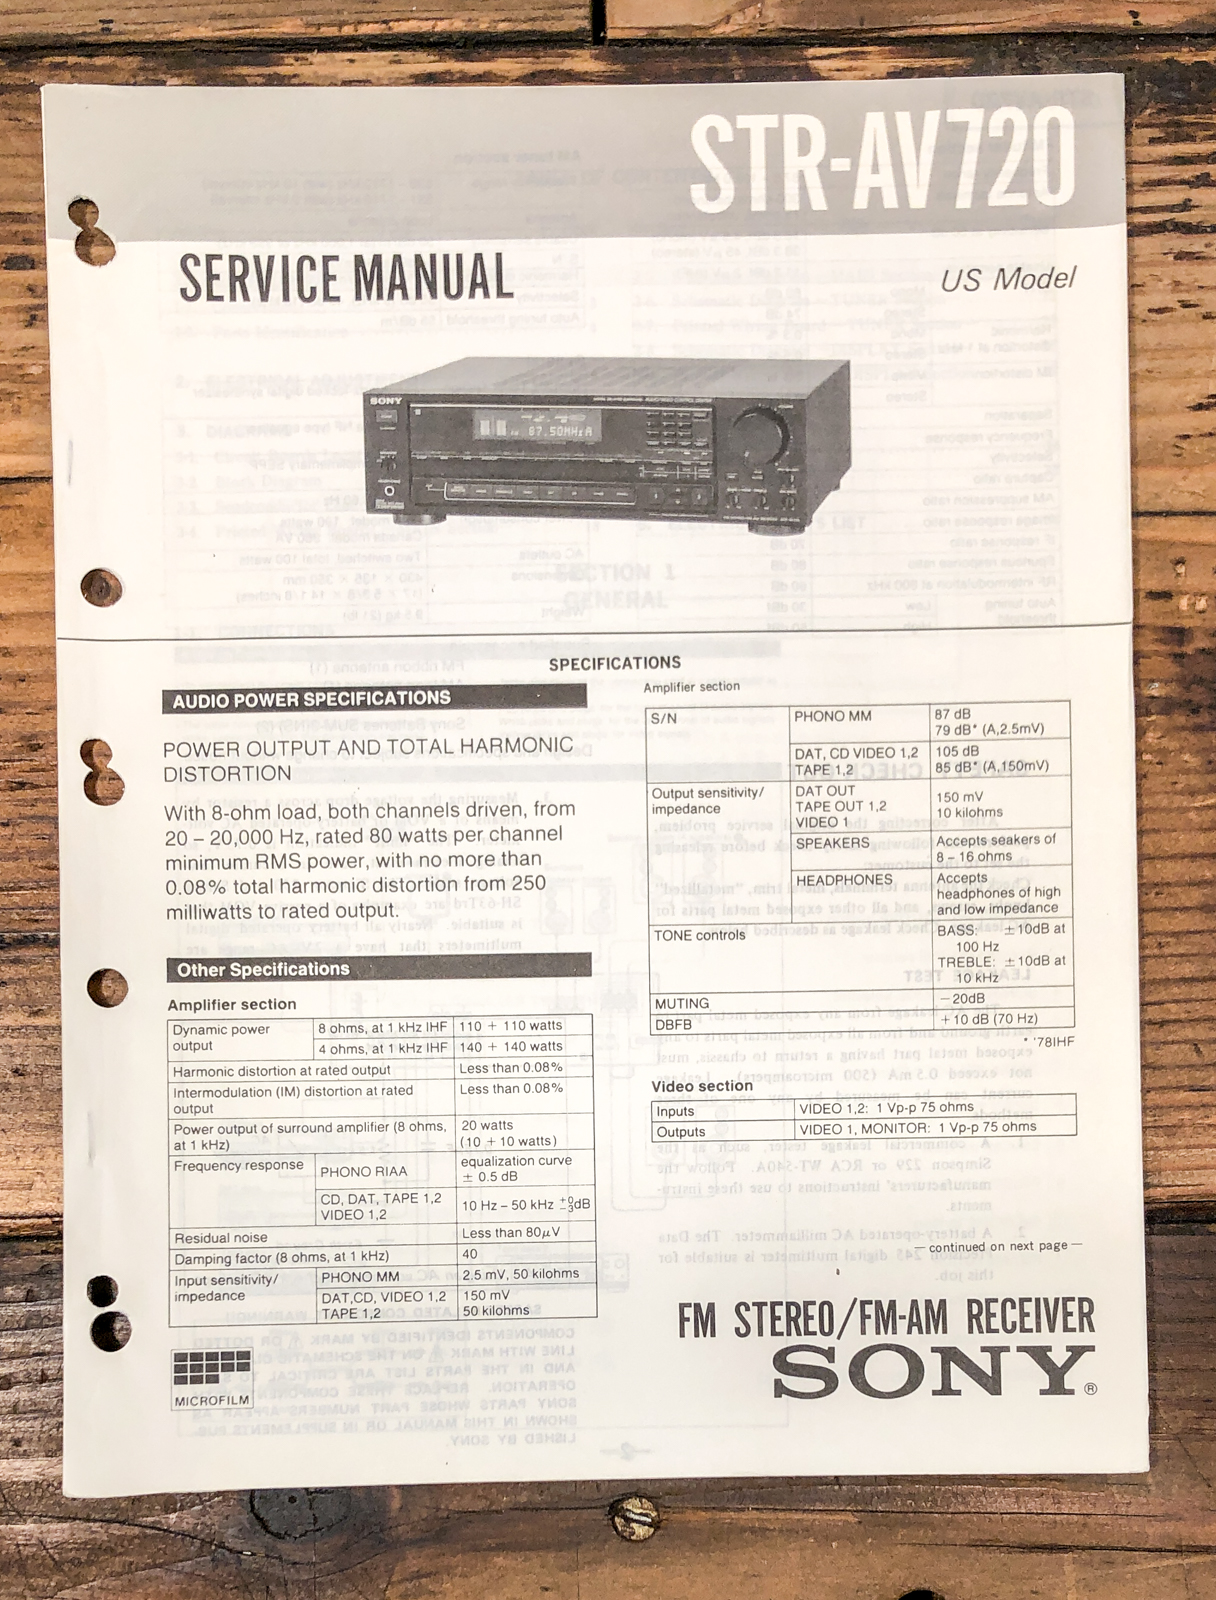 STR-AV720
SERVICE MANUAL
US Model
SONY
87.50MHzA
SPECIFICATIONS
AUDIO POWER SPECIFICATIONS
POWER OUTPUT AND TOTAL HARMONIC
DISTORTION
With 8-ohm load, both channels driven, from
20 – 20,000 Hz, rated 80 watts per channel
minimum RMS power, with no more than
0.08% total harmonic distortion from 250
milliwatts to rated output.
Other Specifications
Amplifier section
Dynamic power output 8 ohms, at 1 kHz IHF 110 + 110 watts
4 ohms, at 1 kHz IHF 140 + 140 watts
Harmonic distortion at rated output Less than 0.08%
Intermodulation (IM) distortion at rated Less than 0.08%
output
Power output of surround amplifier (8 ohms, 20 watts
at 1 kHz) (10 + 10 watts)
Frequency response PHONO RIAA equalization curve
± 0.5 dB
CD, DAT, TAPE 1,2 10 Hz – 50 kHz +0 −3 dB
VIDEO 1,2
Residual noise Less than 80μV
Damping factor (8 ohms, at 1 kHz) 40
Input sensitivity/ PHONO MM 2.5 mV, 50 kilohms
impedance DAT,CD, VIDEO 1,2 150 mV
TAPE 1,2 50 kilohms
MICROFILM
Amplifier section
S/N PHONO MM 87 dB
79 dB* (A,2.5mV)
DAT, CD VIDEO 1,2 105 dB
TAPE 1,2 85 dB* (A,150mV)
Output sensitivity/ DAT OUT 150 mV
impedance TAPE OUT 1,2 10 kilohms
VIDEO 1
SPEAKERS Accepts seakers of
8 – 16 ohms
HEADPHONES Accepts
headphones of high
and low impedance
TONE controls BASS: ±10dB at
100 Hz
TREBLE: ±10dB at
10 kHz
MUTING −20dB
DBFB +10 dB (70 Hz)
* '78IHF
Video section
Inputs VIDEO 1,2: 1 Vp-p 75 ohms
Outputs VIDEO 1, MONITOR: 1 Vp-p 75 ohms
— continued on next page —
FM STEREO/FM-AM RECEIVER
SONY®